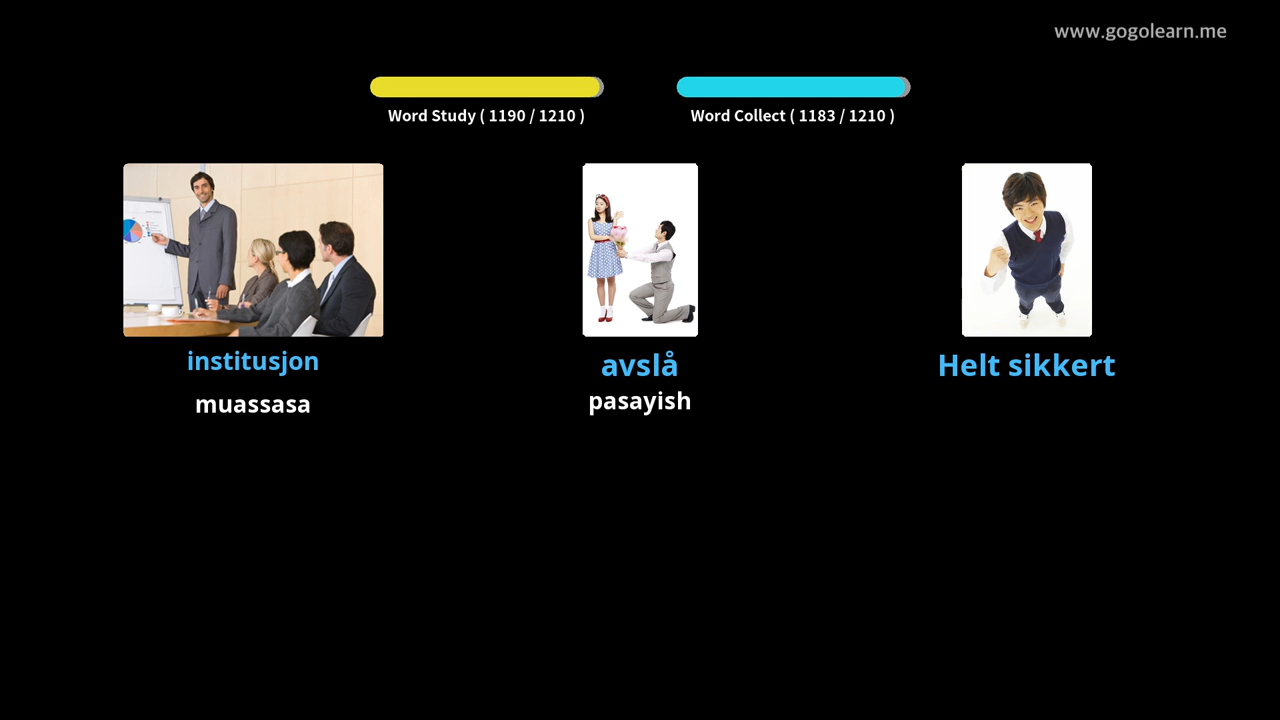 www.gogolearn.me
Word Study ( 1190 / 1210 )
Word Collect ( 1183 / 1210 )
institusjon
muassasa
avslå
pasayish
Helt sikkert